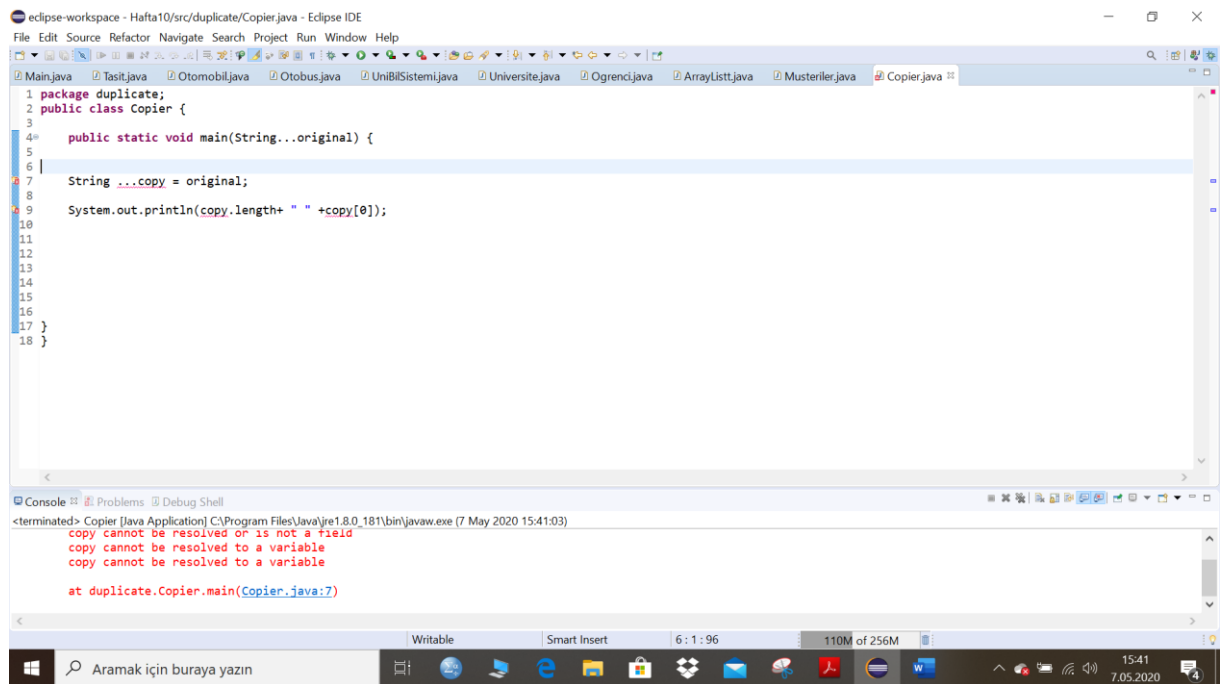 eclipse-workspace - Hafta10/src/duplicate/Copier.java - Eclipse IDE
File Edit Source Refactor Navigate Search Project Run Window Help
Main.java Tasit.java Otomobil.java Otobus.java UniBilSistemi.java Universite.java Ogrenci.java ArrayListt.java Musteriler.java Copier.java
1 package duplicate;
2 public class Copier {
3
4 public static void main(String...original) {
5
6
7 String ...copy = original;
8
9 System.out.println(copy.length+ " " +copy[0]);
10
11
12
13
14
15
16
17 }
18 }
Console Problems Debug Shell
<terminated> Copier [Java Application] C:\Program Files\Java\jre1.8.0_181\bin\javaw.exe (7 May 2020 15:41:03)
copy cannot be resolved or is not a field
copy cannot be resolved to a variable
copy cannot be resolved to a variable
at duplicate.Copier.main(Copier.java:7)
Writable Smart Insert 6 : 1 : 96 110M of 256M
Aramak için buraya yazın
15:41
7.05.2020
4